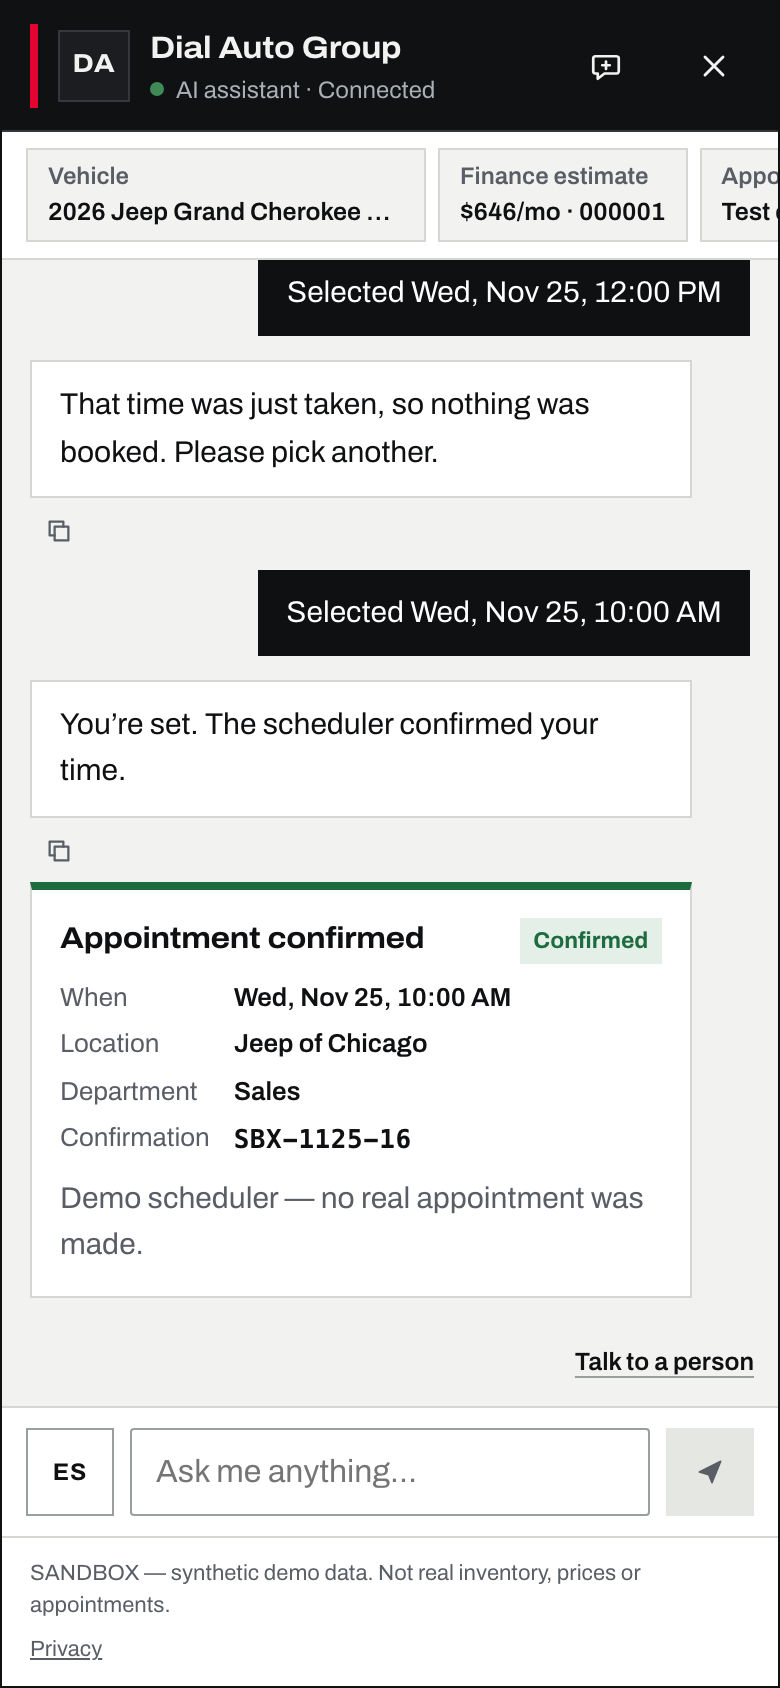 DA
Dial Auto Group
AI assistant · Connected
Vehicle
2026 Jeep Grand Cherokee ...
Finance estimate
$646/mo · 000001
Appo
Test
Selected Wed, Nov 25, 12:00 PM
That time was just taken, so nothing was
booked. Please pick another.
Selected Wed, Nov 25, 10:00 AM
You’re set. The scheduler confirmed your
time.
Appointment confirmed
Confirmed
When
Wed, Nov 25, 10:00 AM
Location
Jeep of Chicago
Department
Sales
Confirmation
SBX-1125-16
Demo scheduler — no real appointment was
made.
Talk to a person
ES
Ask me anything...
SANDBOX — synthetic demo data. Not real inventory, prices or
appointments.
Privacy